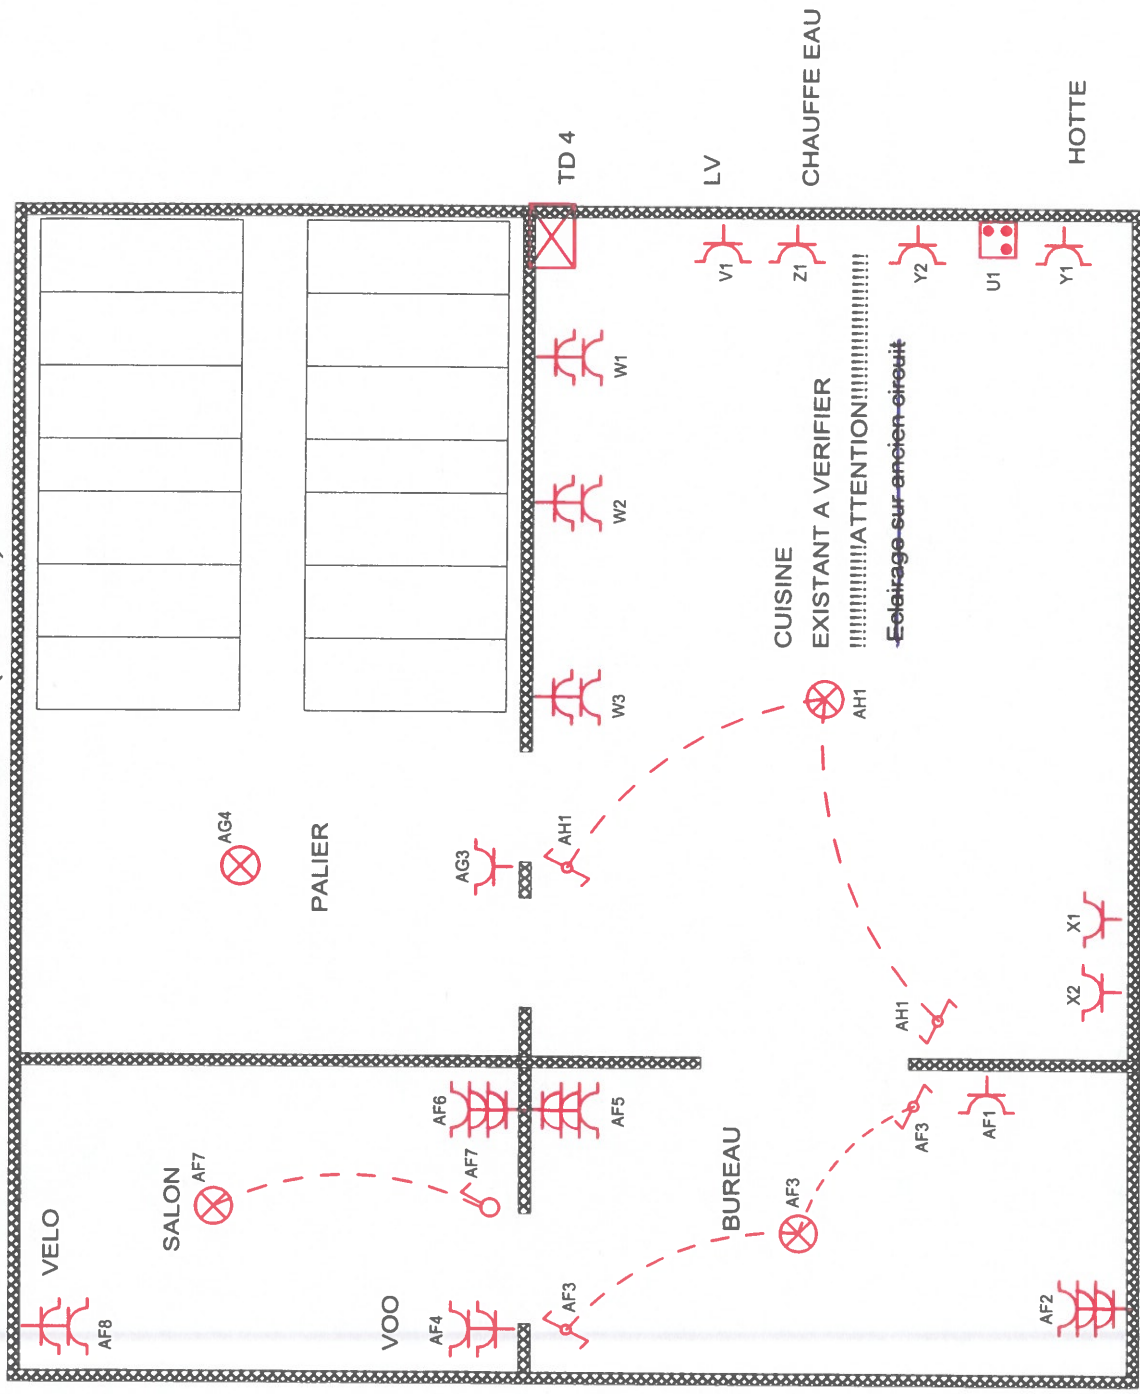 VELO
AF8
SALON
AF7
AF7
AF6
VOO
AF4
AG4
PALIER
AG3
TD 4
W3
W2
W1
AF5
AF3
BUREAU
AF3
AF3
AF1
AF2
AH1
AH1
AH1
X2
X1
CUISINE
EXISTANT A VERIFIER
!!!!!!!!!!!!!!!!ATTENTION!!!!!!!!!!!!!!!!!!!!!!!!!!!!!!
Eclairage sur ancien circuit
LV
V1
CHAUFFE EAU
Z1
Y2
U1
HOTTE
Y1